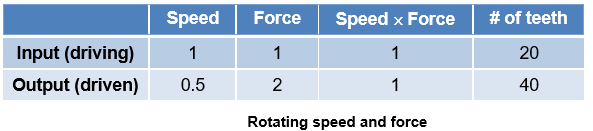 Speed Force Speed × Force # of teeth
Input (driving) 1 1 1 20
Output (driven) 0.5 2 1 40
Rotating speed and force